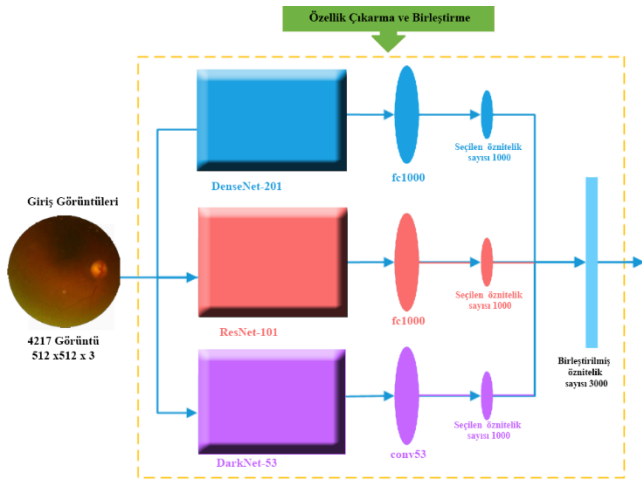 Özellik Çıkarma ve Birleştirme
DenseNet-201
fc1000
Seçilen öznitelik
sayısı 1000
Giriş Görüntüleri
4217 Görüntü
512 x512 x 3
ResNet-101
fc1000
Seçilen öznitelik
sayısı 1000
Birleştirilmiş
öznitelik
sayısı 3000
DarkNet-53
conv53
Seçilen öznitelik
sayısı 1000